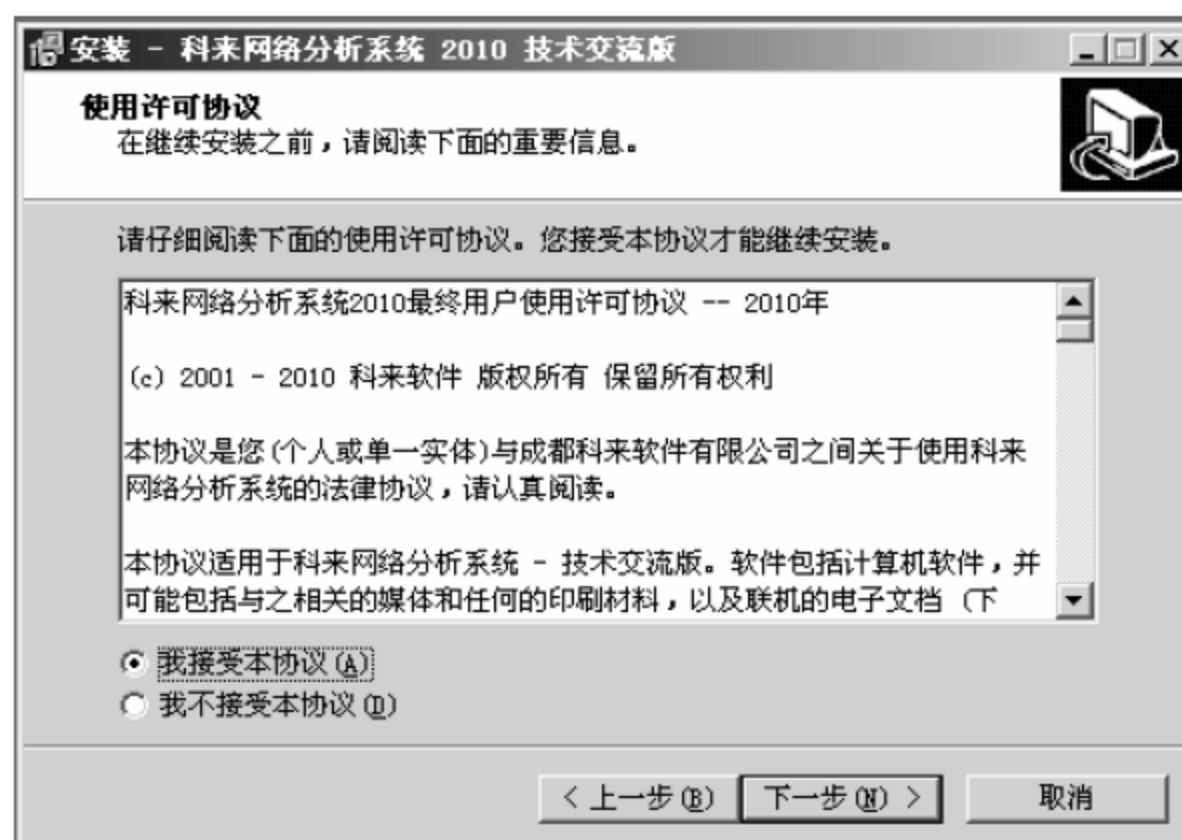 安装 - 科来网络分析系统 2010 技术交流版
使用许可协议
在继续安装之前，请阅读下面的重要信息。
请仔细阅读下面的使用许可协议。您接受本协议才能继续安装。
科来网络分析系统2010最终用户使用许可协议 -- 2010年
(c) 2001 - 2010 科来软件 版权所有 保留所有权利
本协议是您(个人或单一实体)与成都科来软件有限公司之间关于使用科来
网络分析系统的法律协议，请认真阅读。
本协议适用于科来网络分析系统 - 技术交流版。软件包括计算机软件，并
可能包括与之相关的媒体和任何的印刷材料，以及联机的电子文档 （下
我接受本协议(A)
我不接受本协议(D)
< 上一步(B) 下一步(N) > 取消